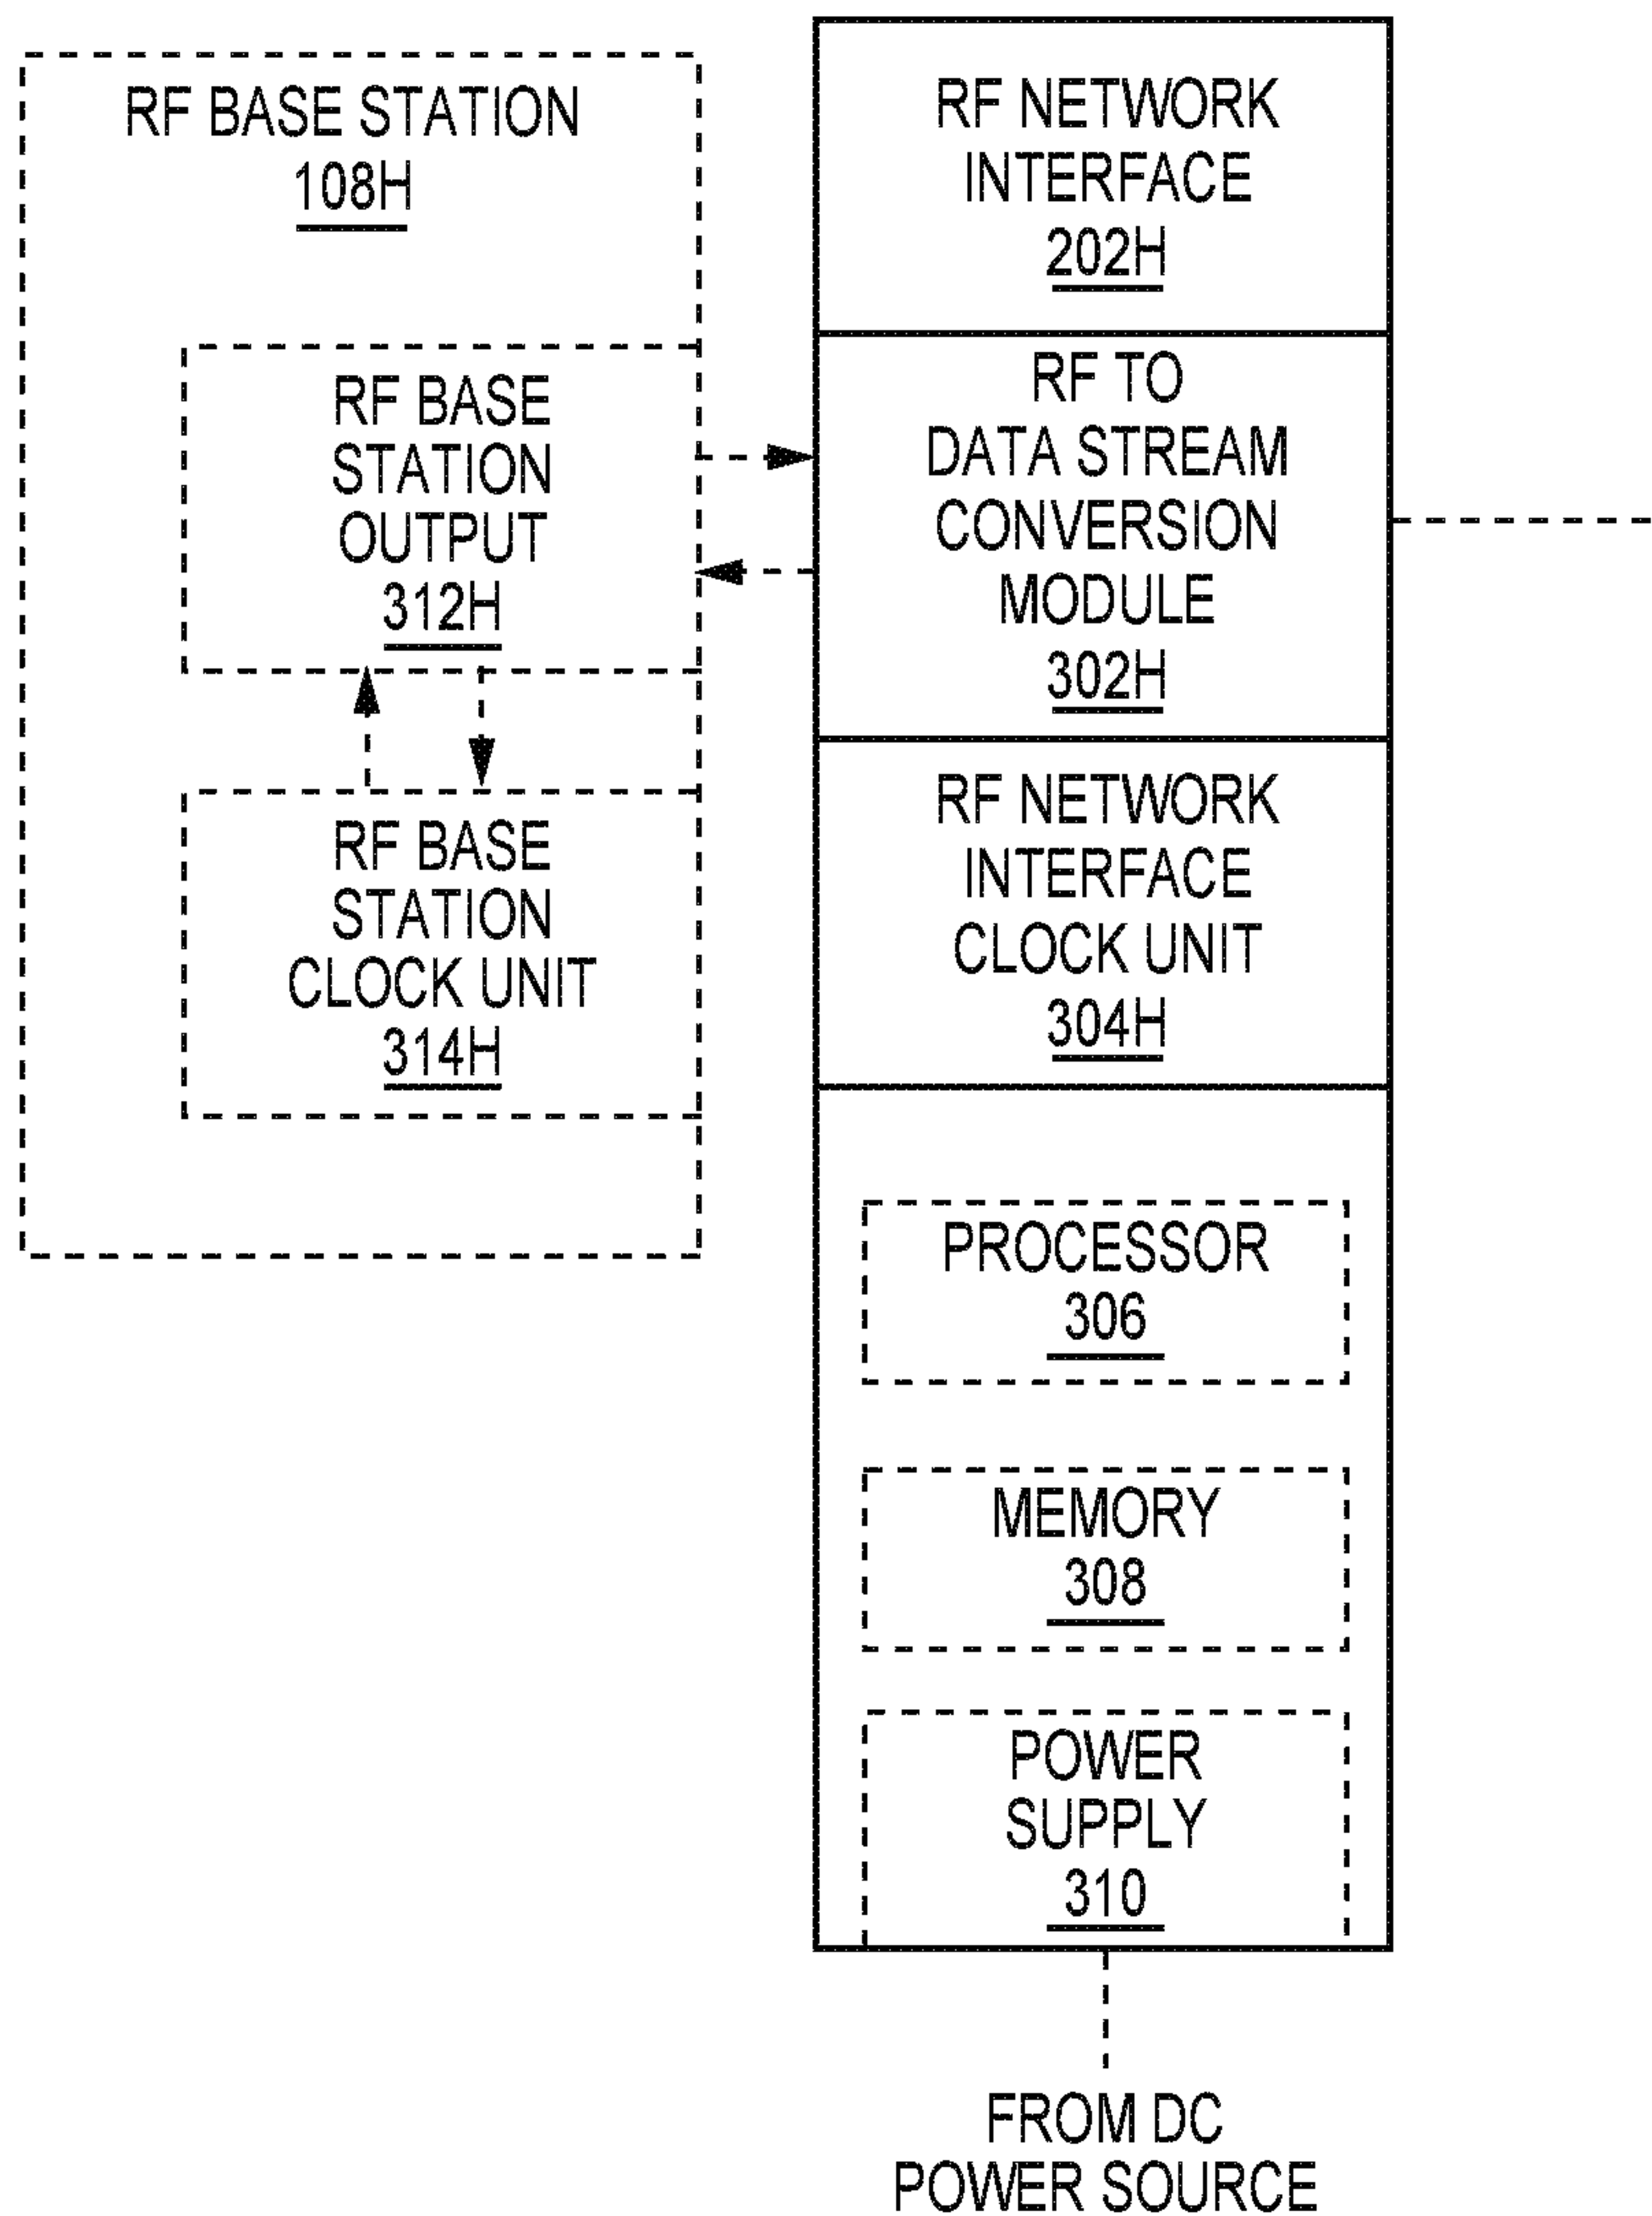 RF BASE STATION
108H
RF BASE
STATION
OUTPUT
312H
RF BASE
STATION
CLOCK UNIT
314H
RF NETWORK
INTERFACE
202H
RF TO
DATA STREAM
CONVERSION
MODULE
302H
RF NETWORK
INTERFACE
CLOCK UNIT
304H
PROCESSOR
306
MEMORY
308
POWER
SUPPLY
310
FROM DC
POWER SOURCE